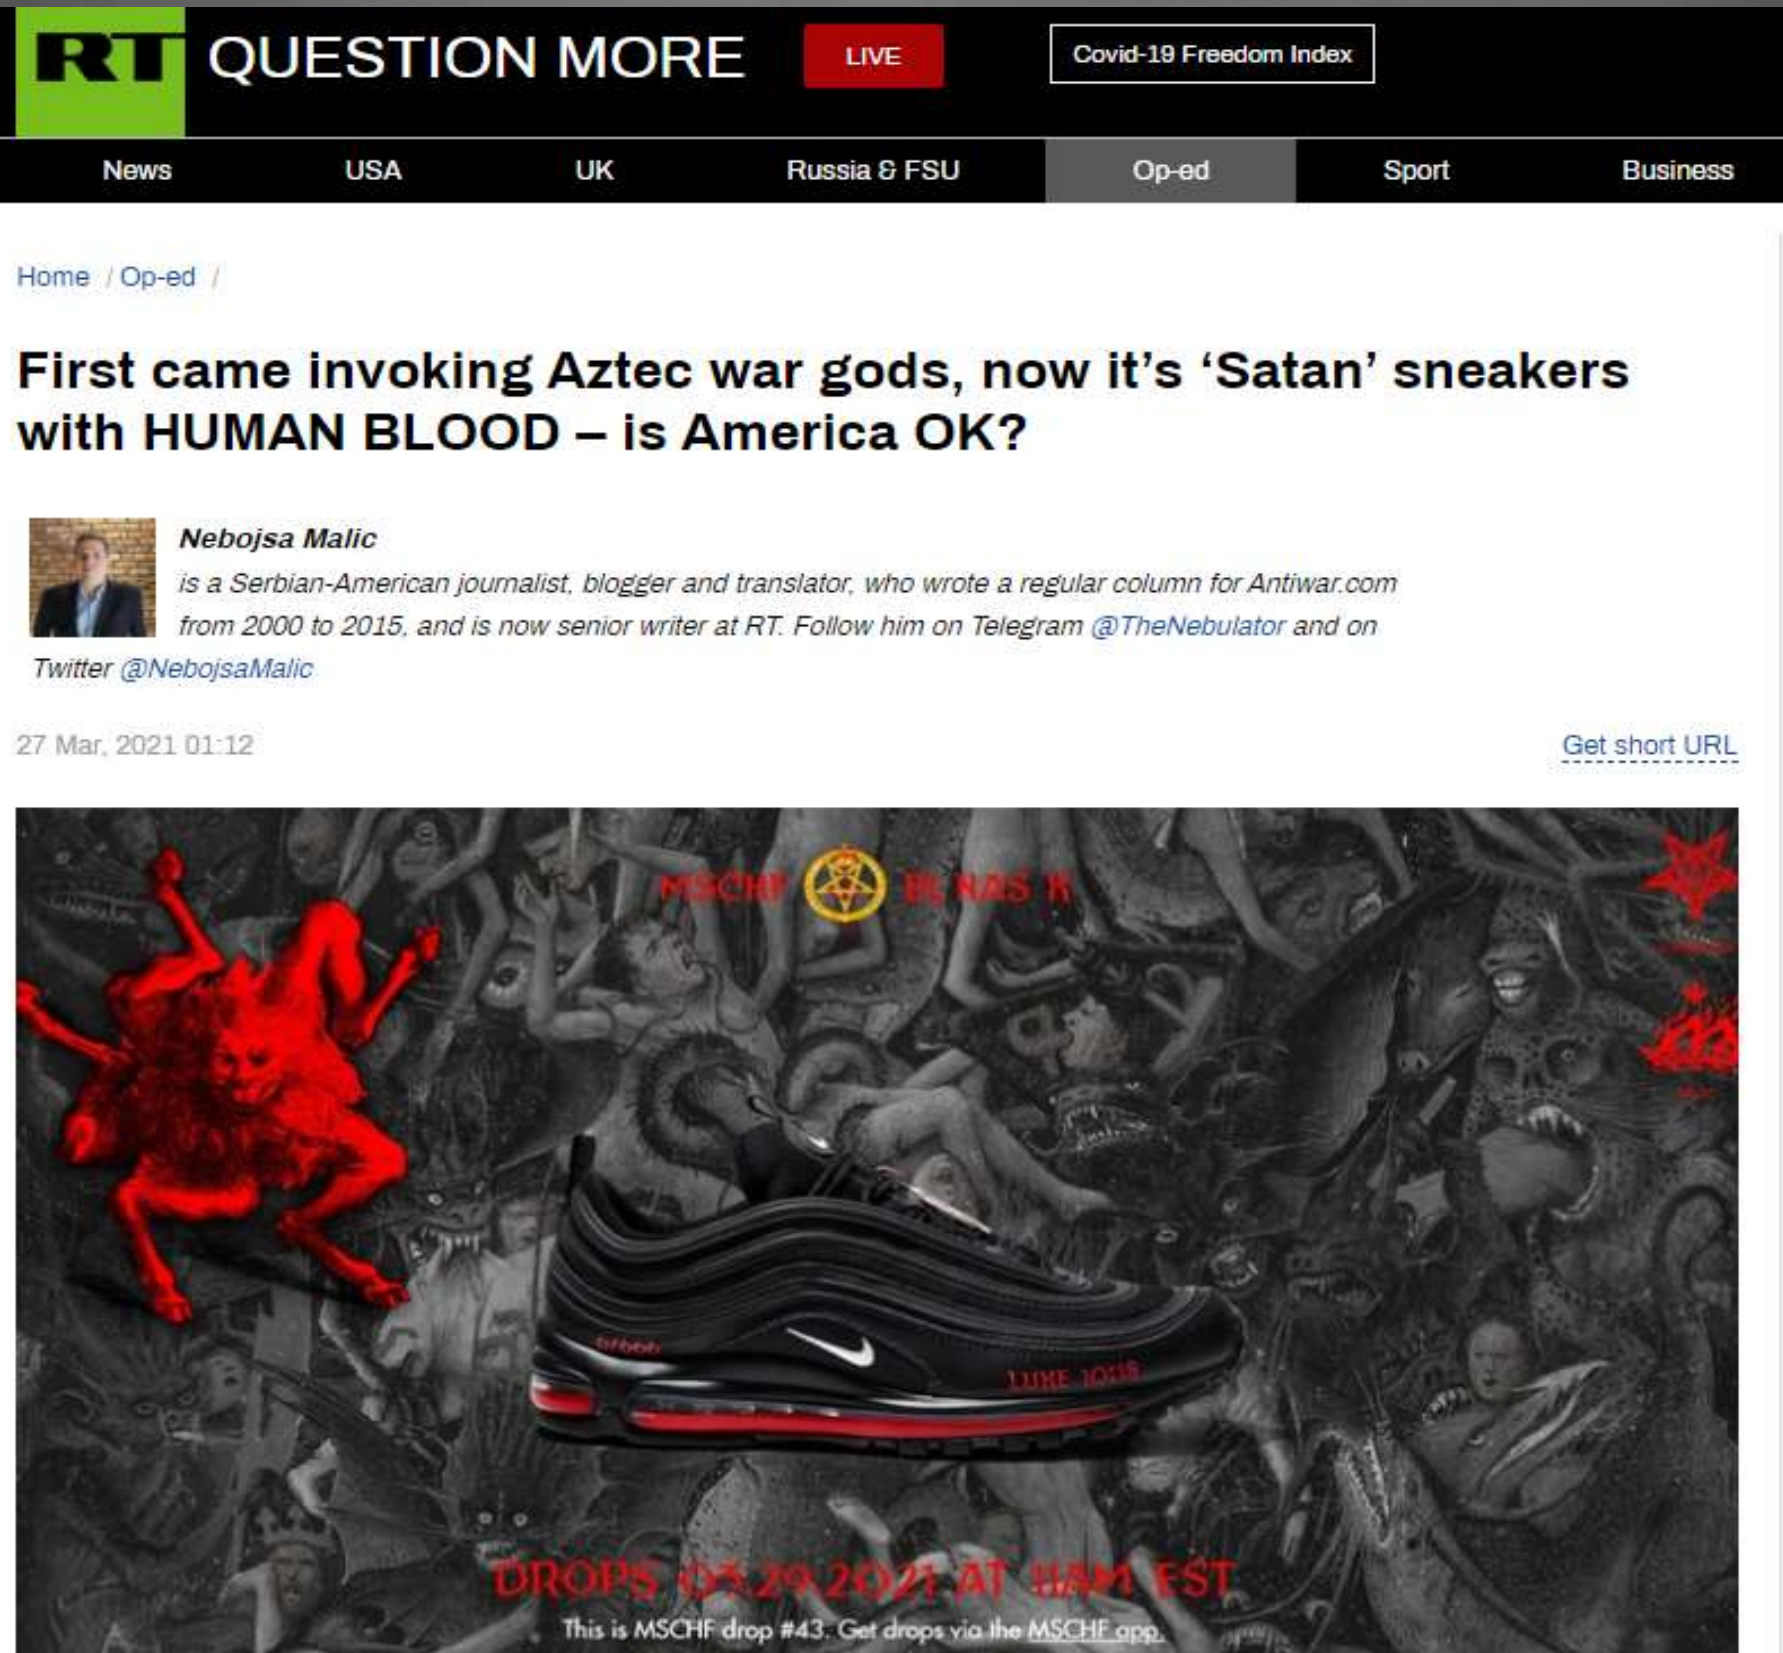 RT QUESTION MORE LIVE Covid-19 Freedom Index
News USA UK Russia & FSU Op-ed Sport Business
Home / Op-ed /
First came invoking Aztec war gods, now it's ‘Satan’ sneakers
with HUMAN BLOOD – is America OK?
Nebojsa Malic
is a Serbian-American journalist, blogger and translator, who wrote a regular column for Antiwar.com
from 2000 to 2015, and is now senior writer at RT. Follow him on Telegram @TheNebulator and on
Twitter @NebojsaMalic
27 Mar, 2021 01:12 Get short URL
MSCHF NAS X
LUKE 10:18
DROPS 03.29.2021 AT 11AM EST
This is MSCHF drop #43. Get drops via the MSCHF app.